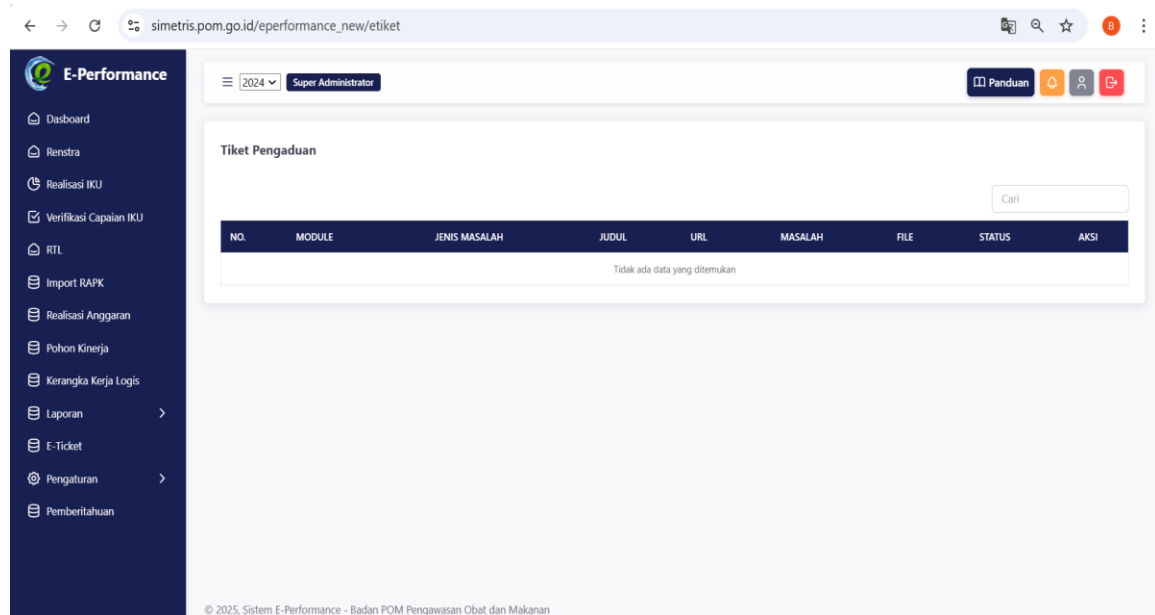 simetris.pom.go.id/eperformance_new/etiket
B
E-Performance
2024 Super Administrator
Panduan
Dasboard
Renstra
Realisasi IKU
Verifikasi Capaian IKU
RTL
Import RAPK
Realisasi Anggaran
Pohon Kinerja
Kerangka Kerja Logis
Laporan
E-Ticket
Pengaturan
Pemberitahuan
Tiket Pengaduan
Cari
NO. MODULE JENIS MASALAH JUDUL URL MASALAH FILE STATUS AKSI
Tidak ada data yang ditemukan
© 2025, Sistem E-Performance - Badan POM Pengawasan Obat dan Makanan